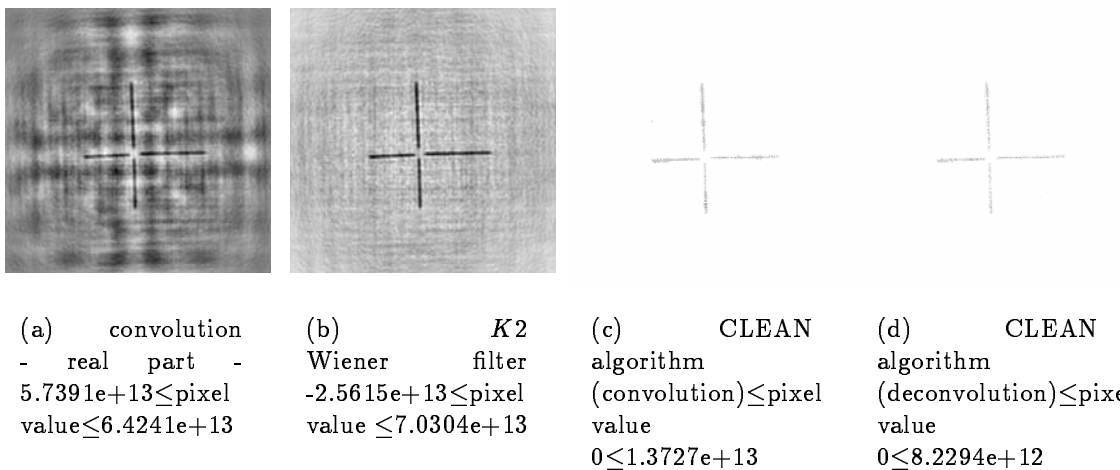 (a) convolution
- real part -
5.7391e+13≤pixel
value≤6.4241e+13
(b) K2
Wiener filter
-2.5615e+13≤pixel
value ≤7.0304e+13
(c) CLEAN
algorithm
(convolution)≤pixel
value
0≤1.3727e+13
(d) CLEAN
algorithm
(deconvolution)≤pixe
value
0≤8.2294e+12